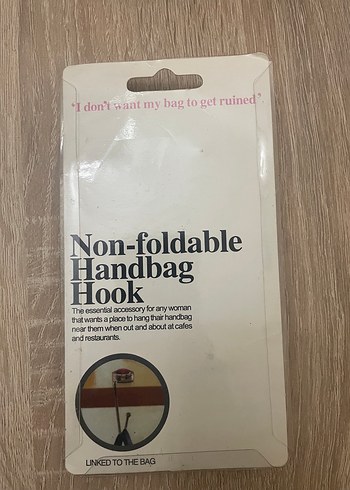 'I don't want my bag to get ruined'
Non-foldable
Handbag
Hook
The essential accessory for any woman
that wants a place to hang thair handbag
near them when out and about at cafes
and restaurants.
LINKED TO THE BAG